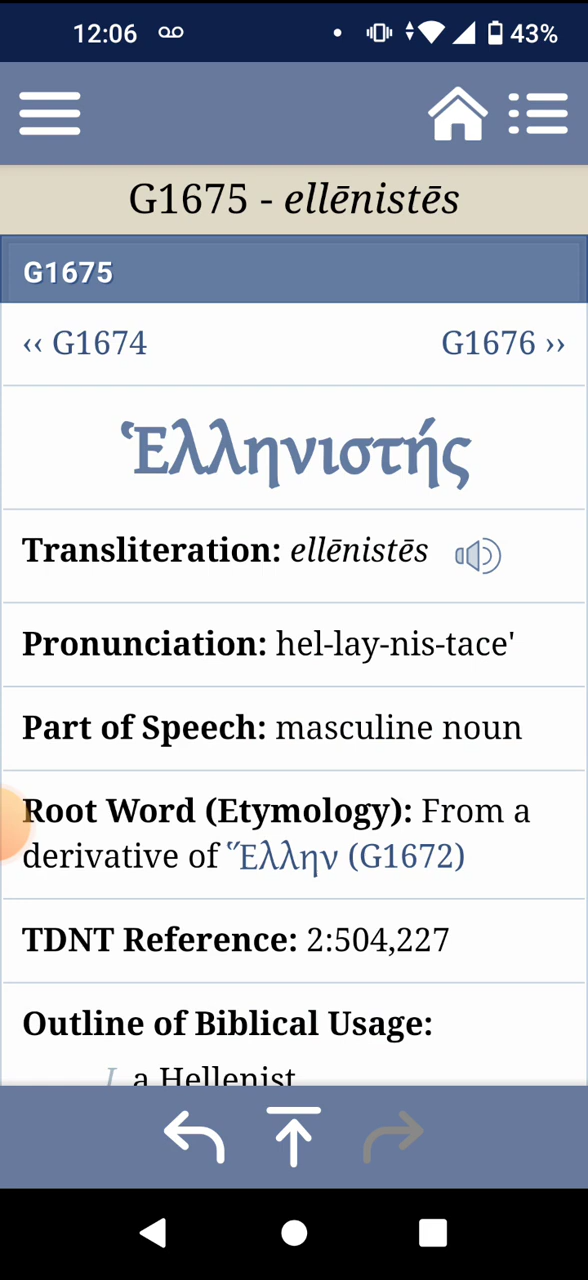 12:06 43%
G1675 - ellēnistēs
G1675
‹‹ G1674 G1676 ››
Ἑλληνιστής
Transliteration: ellēnistēs
Pronunciation: hel-lay-nis-tace'
Part of Speech: masculine noun
Root Word (Etymology): From a
derivative of Ἕλλην (G1672)
TDNT Reference: 2:504,227
Outline of Biblical Usage:
I. a Hellenist